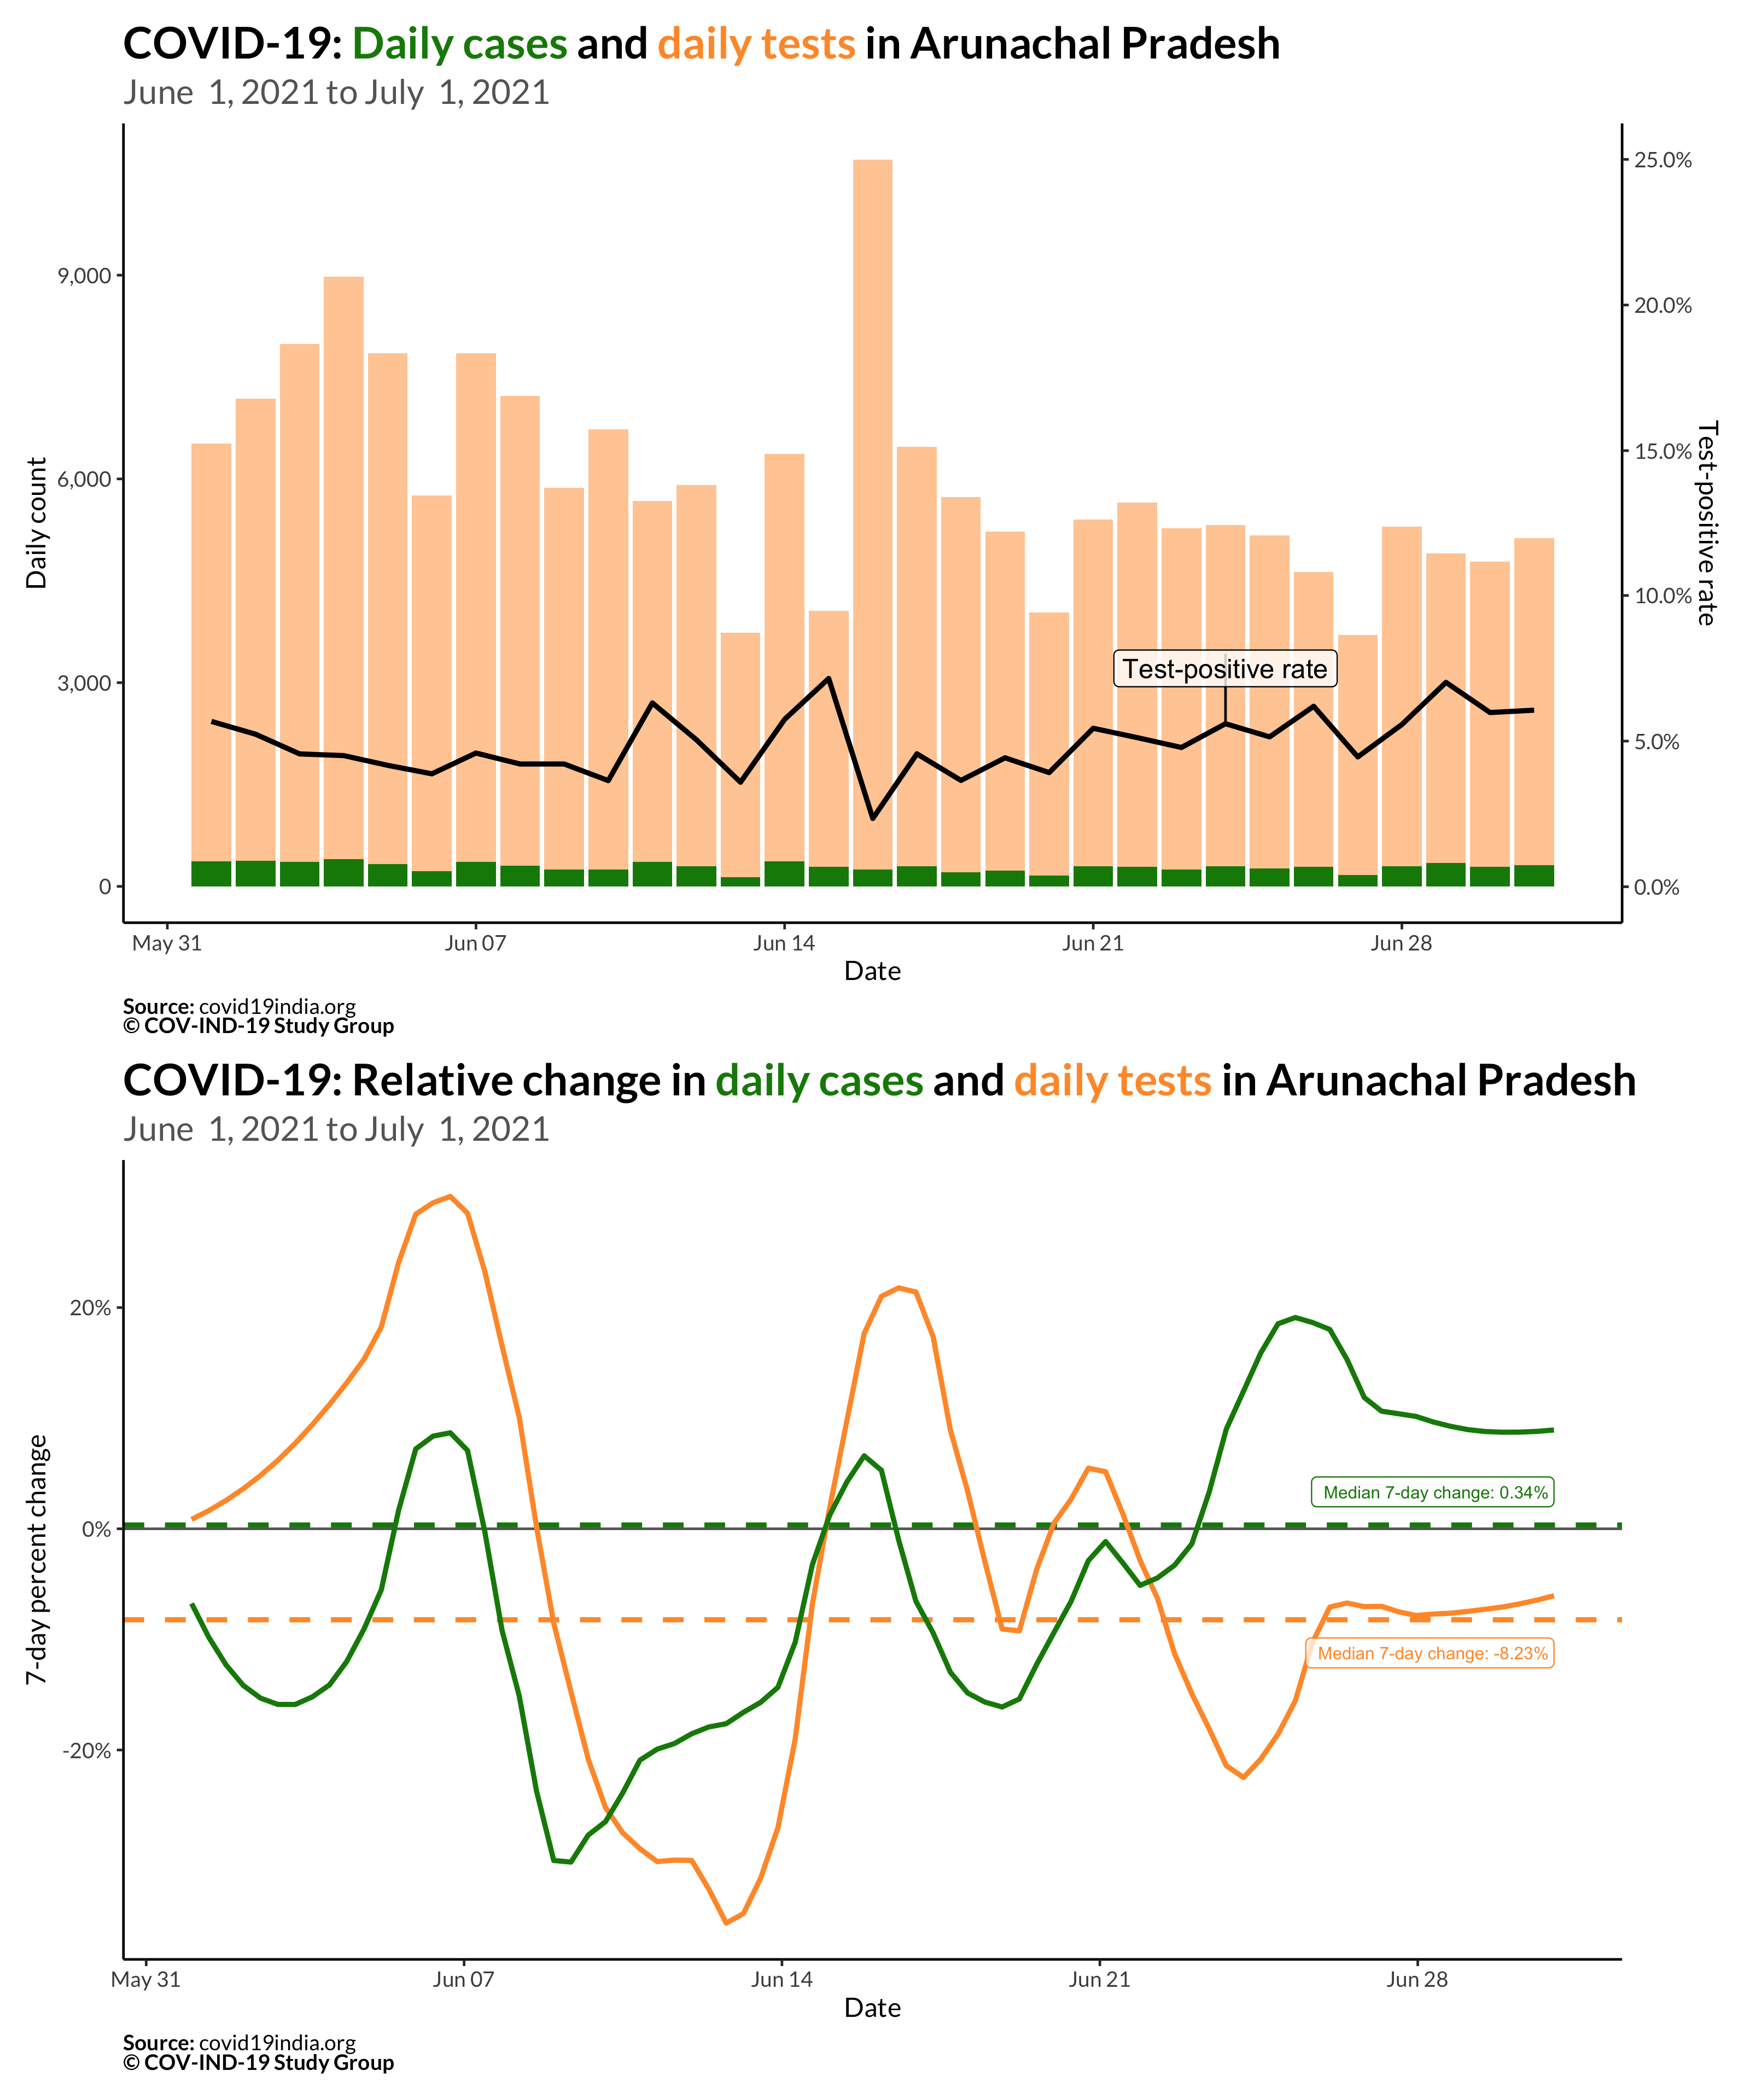 COVID-19: Daily cases and daily tests in Arunachal Pradesh
June 1, 2021 to July 1, 2021
Daily count
9,000
6,000
3,000
0
25.0%
20.0%
15.0%
10.0%
5.0%
0.0%
Test-positive rate
Test-positive rate
May 31
Jun 07
Jun 14
Jun 21
Jun 28
Date
Source: covid19india.org
© COV-IND-19 Study Group
COVID-19: Relative change in daily cases and daily tests in Arunachal Pradesh
June 1, 2021 to July 1, 2021
7-day percent change
20%
0%
-20%
Median 7-day change: 0.34%
Median 7-day change: -8.23%
May 31
Jun 07
Jun 14
Jun 21
Jun 28
Date
Source: covid19india.org
© COV-IND-19 Study Group